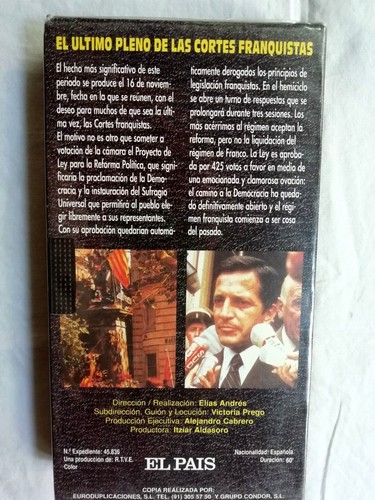 EL ULTIMO PLENO DE LAS CORTES FRANQUISTAS
El hecho más significativo de este
periodo se produce el 16 de noviem-
bre, fecha en la que se reúnen, con el
deseo para muchos de que sea la últi-
ma vez, las Cortes franquistas.
El motivo no es otro que someter a
votación de la cámara el Proyecto de
Ley para la Reforma Política, que sig-
nificaría la proclamación de la Demo-
cracia y la instauración del Sufragio
Universal que permitirá al pueblo ele-
gir libremente a sus representantes.
Con su aprobación quedarían automá-
ticamente derogados los principios de
legislación franquistas. En el hemiciclo
se abre un turno de respuestas que se
prolongará durante tres sesiones. Los
más acérrimos al régimen aceptan la
reforma, pero no la liquidación del
régimen de Franco. La Ley es aproba-
da por 425 votos a favor en medio de
una emocionada y clamorosa ovación:
el camino a la Democracia ha queda-
do definitivamente abierto y el régi-
men franquista comienza a ser cosa
del pasado.
Dirección / Realización: Elías Andrés
Subdirección, Guión y Locución: Victoria Prego
Producción Ejecutiva: Alejandro Cabrero
Productora: Itziar Aldasoro
N.º Expediente: 45.836
Una producción de: R.T.V.E.
Color
EL PAIS
Nacionalidad: Española
Duración: 60'
COPIA REALIZADA POR:
EURODUPLICACIONES, S.L. TEL. (91) 305 57 50 Y GRUPO CONDOR, S.L.